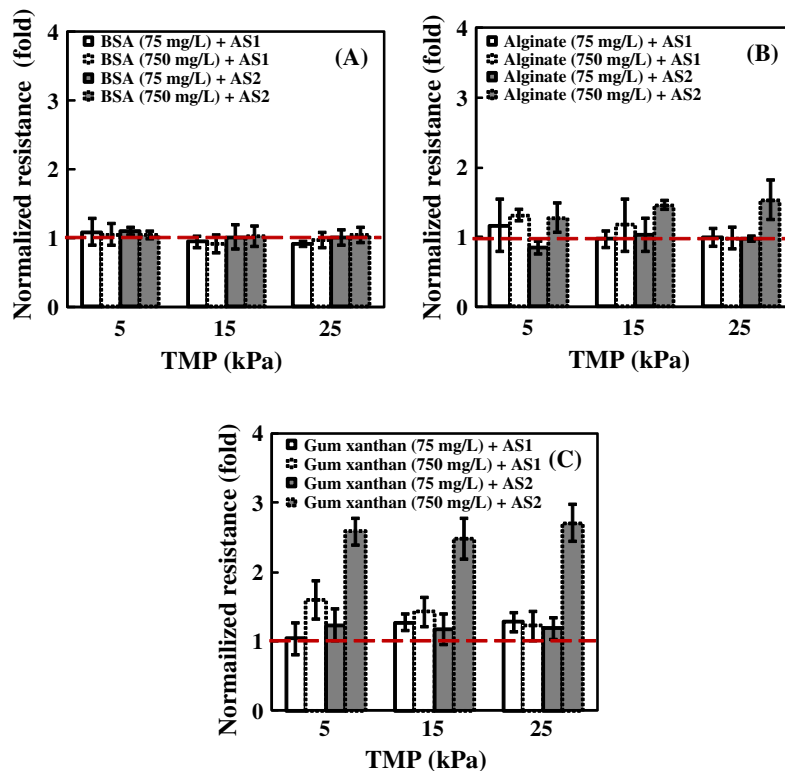 BSA (75 mg/L) + AS1
BSA (750 mg/L) + AS1
BSA (75 mg/L) + AS2
BSA (750 mg/L) + AS2
(A)
Normalized resistance (fold)
4
3
2
1
0
5 15 25
TMP (kPa)
Alginate (75 mg/L) + AS1
Alginate (750 mg/L) + AS1
Alginate (75 mg/L) + AS2
Alginate (750 mg/L) + AS2
(B)
Normalized resistance (fold)
4
3
2
1
0
5 15 25
TMP (kPa)
Gum xanthan (75 mg/L) + AS1
Gum xanthan (750 mg/L) + AS1
Gum xanthan (75 mg/L) + AS2
Gum xanthan (750 mg/L) + AS2
(C)
Normailized resistance (fold)
4
3
2
1
0
5 15 25
TMP (kPa)